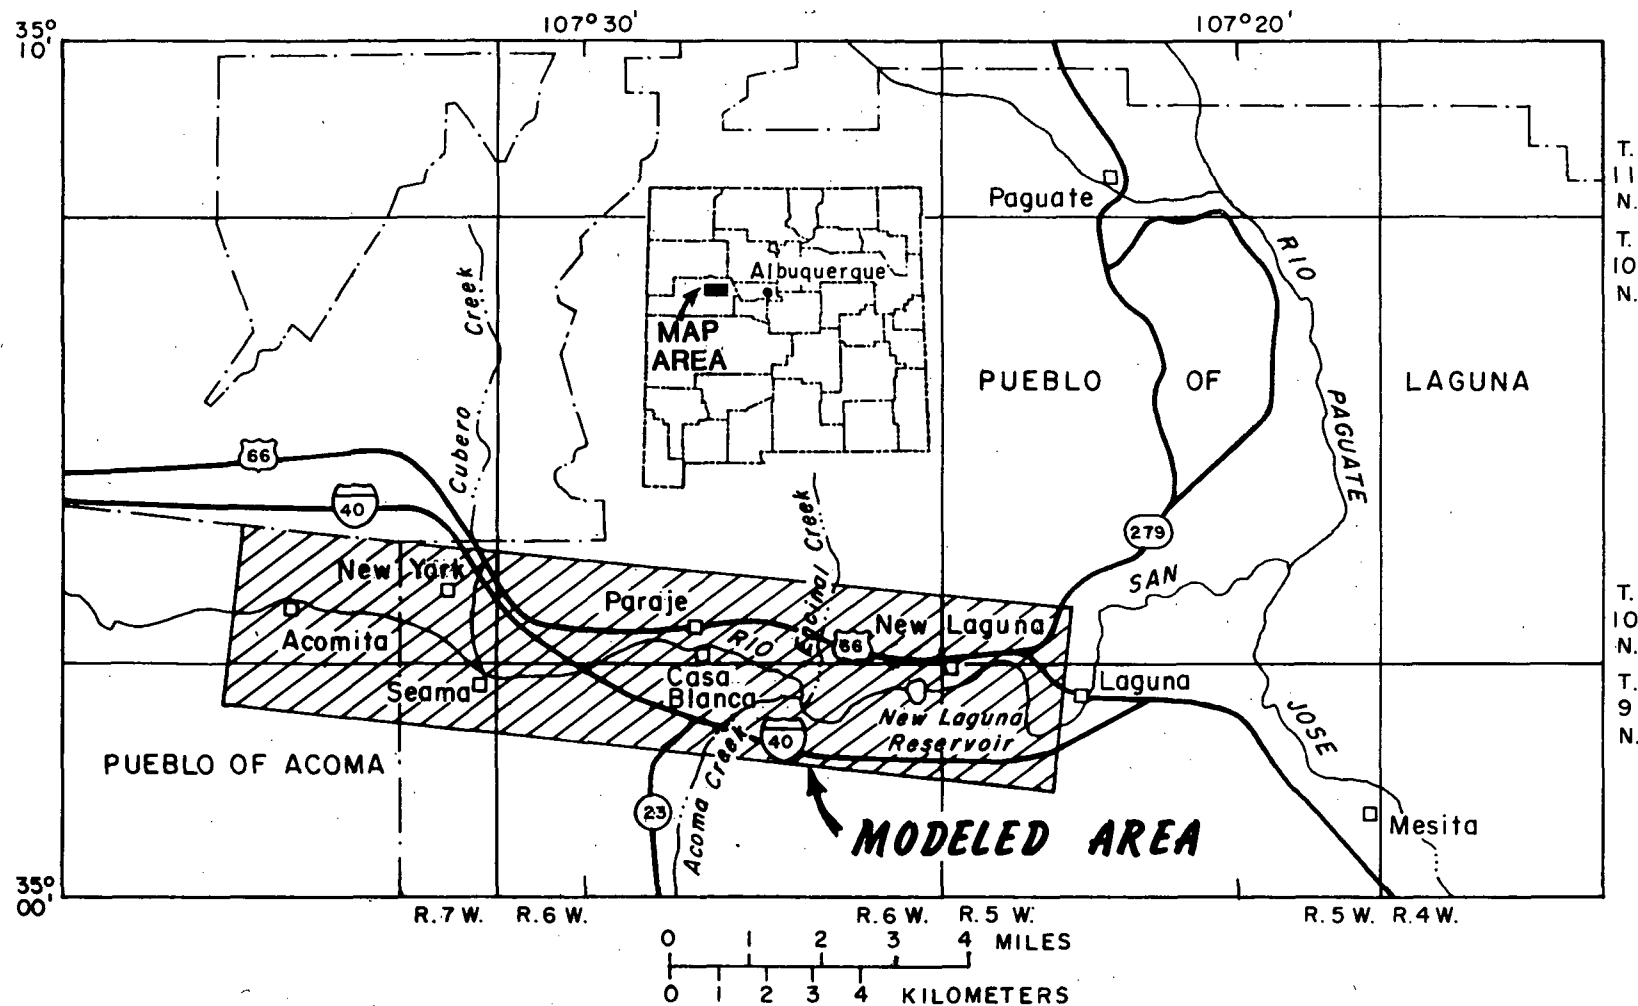 107°30'
107°20'
35°
10'
T.
11
N.
Paguate
T.
10
N.
RIO
PAGUATE
Albuquerque
MAP
AREA
Cubero Creek
PUEBLO OF LAGUNA
66
40
Encinal Creek
279
SAN
New York
Paraje
T.
10
N.
Acomita
RIO
66
New Laguna
Seama
Casa
Blanca
Laguna
T.
9
N.
New Laguna
Reservoir
JOSE
40
PUEBLO OF ACOMA
Acoma Creek
23
MODELED AREA
Mesita
35°
00'
R.7 W. R.6 W.
R.6 W. R.5 W.
R.5 W. R.4 W.
0 1 2 3 4 MILES
0 1 2 3 4 KILOMETERS